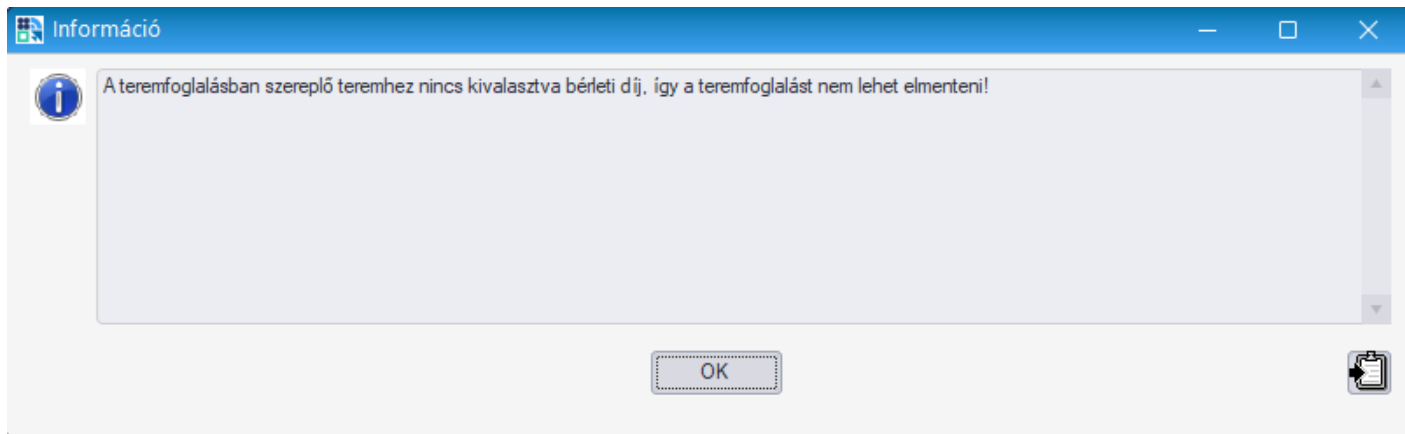 Információ
A teremfoglalásban szereplő teremhez nincs kivalasztva bérleti díj, így a teremfoglalást nem lehet elmenteni!
OK